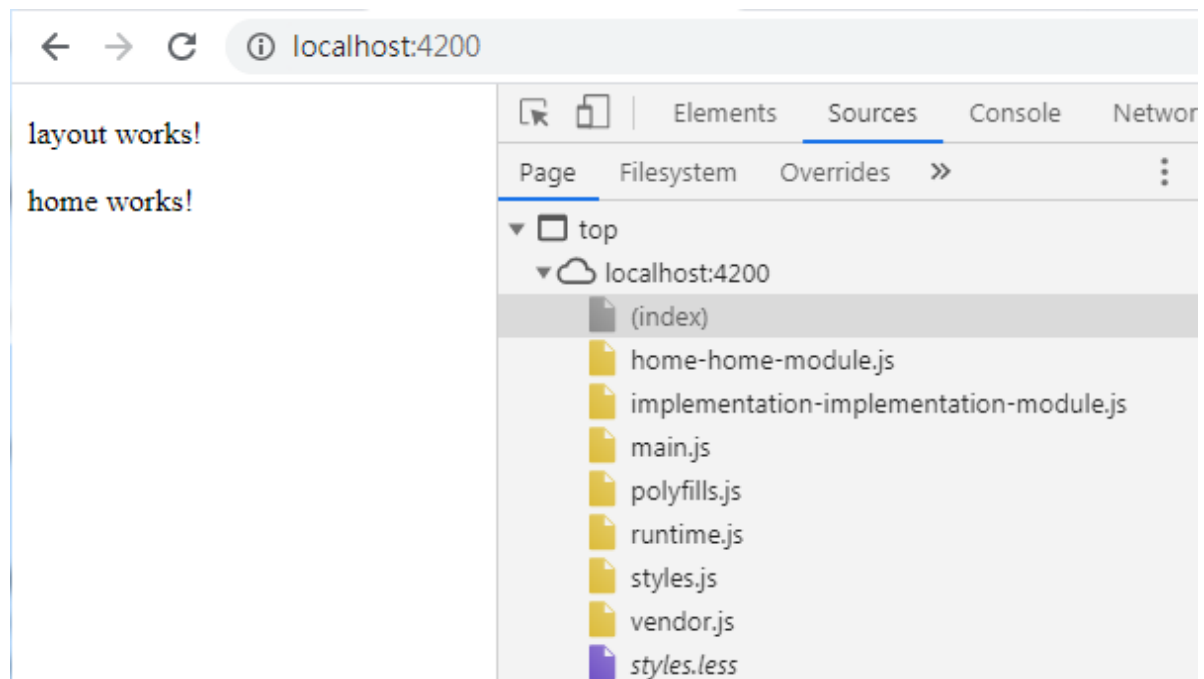 localhost:4200
layout works!
home works!
Elements Sources Console Networ
Page Filesystem Overrides
top
localhost:4200
(index)
home-home-module.js
implementation-implementation-module.js
main.js
polyfills.js
runtime.js
styles.js
vendor.js
styles.less